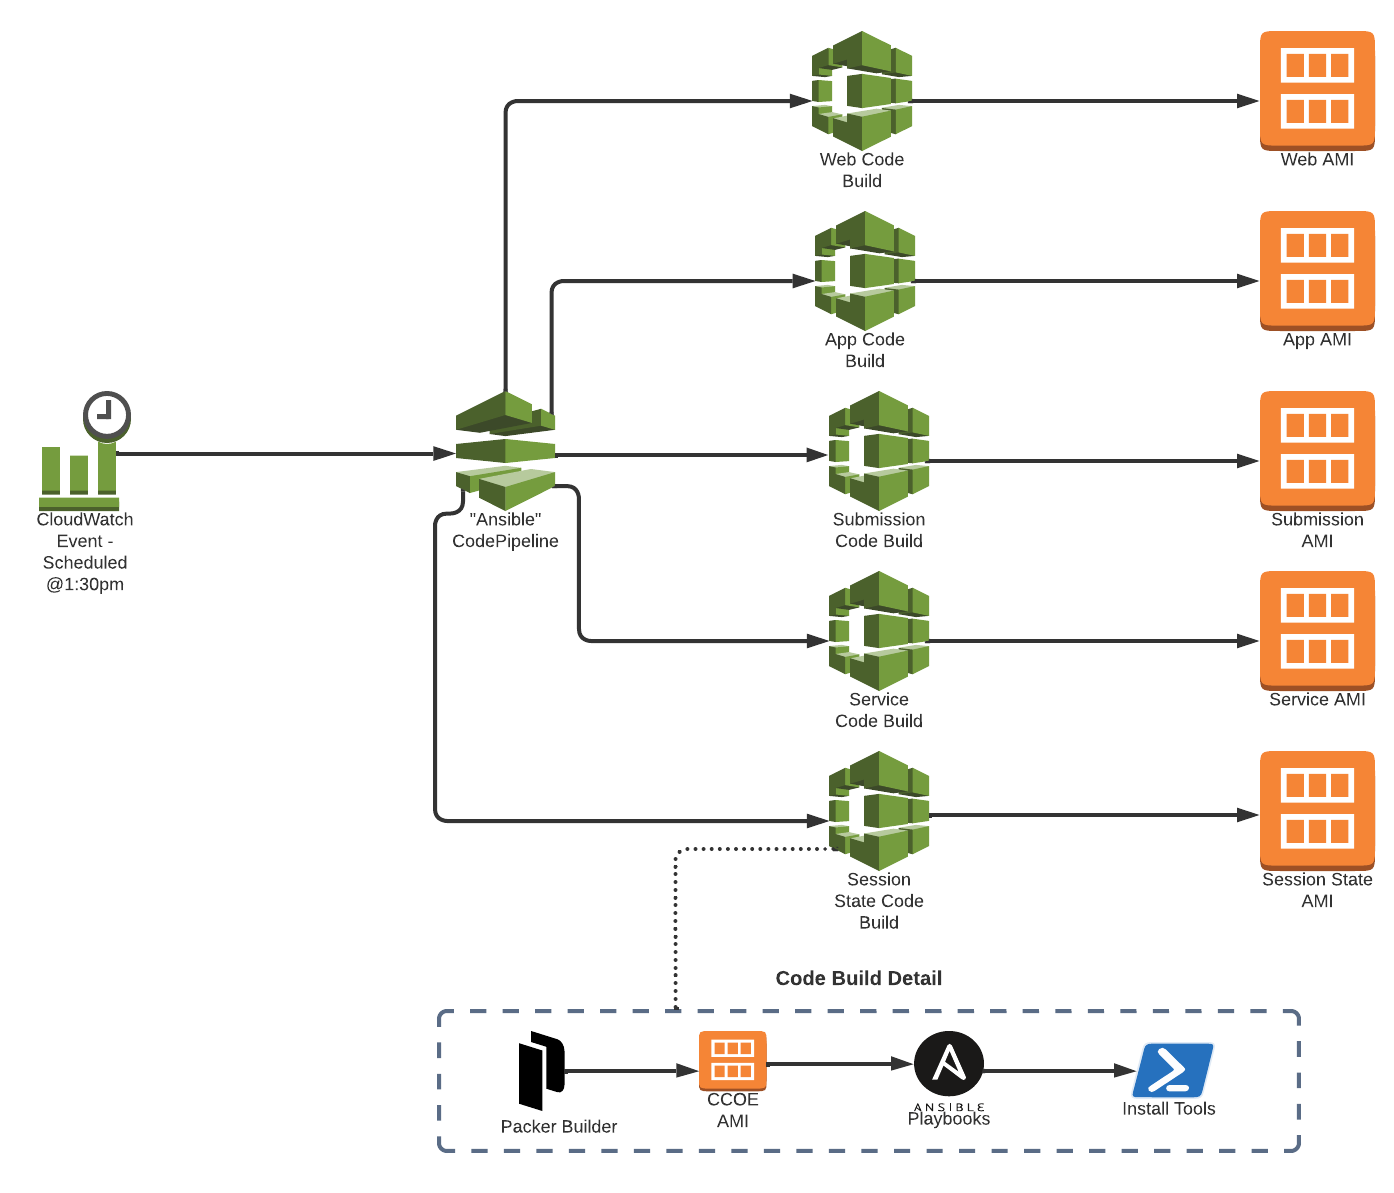 Web Code
Build
Web AMI
App Code
Build
App AMI
CloudWatch
Event -
Scheduled
@1:30pm
"Ansible"
CodePipeline
Submission
Code Build
Submission
AMI
Service
Code Build
Service AMI
Session
State Code
Build
Session State
AMI
Code Build Detail
Packer Builder
CCOE
AMI
ANSIBLE
Playbooks
Install Tools